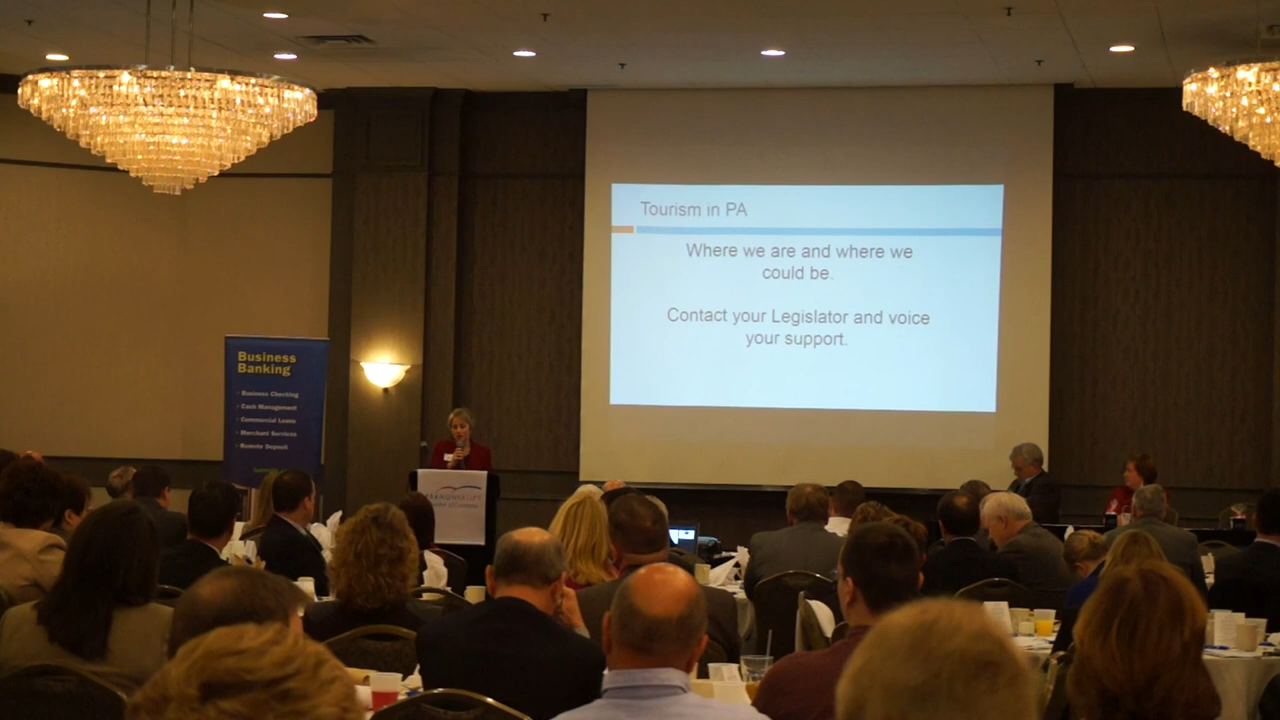 Tourism in PA
Where we are and where we
could be.
Contact your Legislator and voice
your support.
Business
Banking
• Business Checking
• Cash Management
• Commercial Loans
• Merchant Services
• Remote Deposit